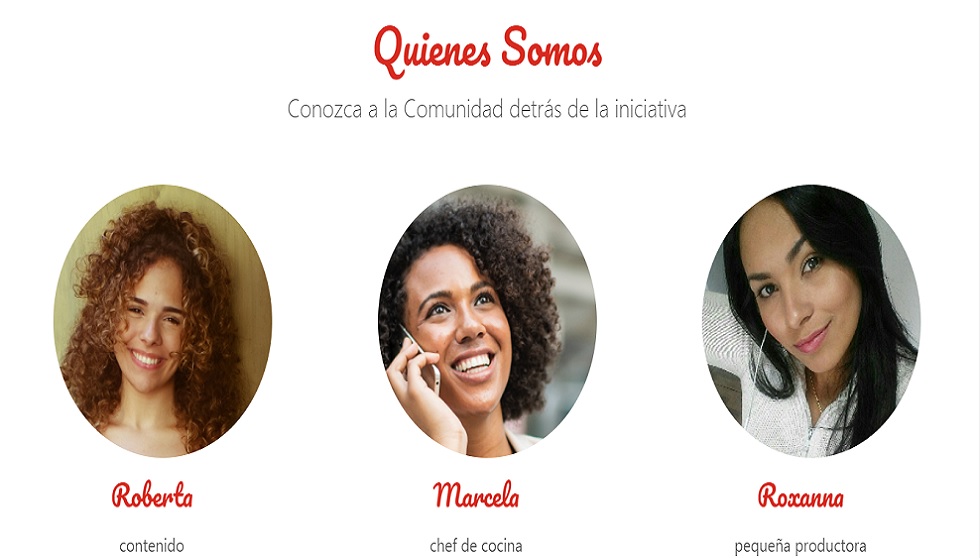 Quienes Somos
Conozca a la Comunidad detrás de la iniciativa
Roberta
Marcela
Roxanna
contenido
chef de cocina
pequeña productora